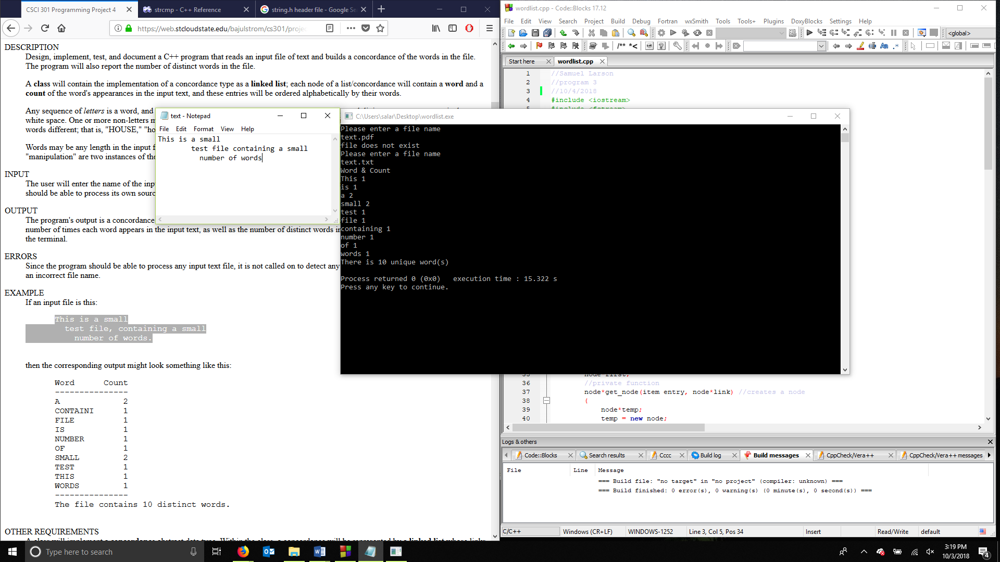 CSCI 301 Programming Project 4
strcmp - C++ Reference
string.h header file - Google Se
https://web.stcloudstate.edu/bajulstrom/cs301/proje
DESCRIPTION
Design, implement, test, and document a C++ program that reads an input file of text and builds a concordance of the words in the file.
The program will also report the number of distinct words in the file.
A class will contain the implementation of a concordance type as a linked list; each node of a list/concordance will contain a word and a
count of the word's appearances in the input text, and these entries will be ordered alphabetically by their words.
Any sequence of letters is a word, and
white space. One or more non-letters m
words different; that is, "HOUSE," "ho
Words may be any length in the input f
"manipulation" are two instances of the
INPUT
The user will enter the name of the inp
should be able to process its own sourc
OUTPUT
The program's output is a concordance
number of times each word appears in the input text, as well as the number of distinct words i
the terminal.
ERRORS
Since the program should be able to process any input text file, it is not called on to detect any
an incorrect file name.
EXAMPLE
If an input file is this:
This is a small
test file, containing a small
number of words.
then the corresponding output might look something like this:
Word Count
---------------
A 2
CONTAINI 1
FILE 1
IS 1
NUMBER 1
OF 1
SMALL 2
TEST 1
THIS 1
WORDS 1
---------------
The file contains 10 distinct words.
OTHER REQUIREMENTS
text - Notepad
File Edit Format View Help
This is a small
test file containing a small
number of words
C:\Users\salar\Desktop\wordlist.exe
Please enter a file name
text.pdf
file does not exist
Please enter a file name
text.txt
Word & Count
This 1
is 1
a 2
small 2
test 1
file 1
containing 1
number 1
of 1
words 1
There is 10 unique word(s)
Process returned 0 (0x0) execution time : 15.322 s
Press any key to continue.
wordlist.cpp - Code::Blocks 17.12
File Edit View Search Project Build Debug Fortran wxSmith Tools Tools+ Plugins DoxyBlocks Settings Help
<global>
/** *<
.*
Start here
wordlist.cpp
1 //Samuel Larson
2 //program 3
3 //10/4/2018
4 #include <iostream>
36 //private function
37 node*get_node(item entry, node*link) //creates a node
38 {
39 node*temp;
40 temp = new node;
Logs & others
Code::Blocks
Search results
Cccc
Build log
Build messages
CppCheck/Vera++
CppCheck/Vera++ messages
File Line Message
=== Build file: "no target" in "no project" (compiler: unknown) ===
=== Build finished: 0 error(s), 0 warning(s) (0 minute(s), 0 second(s)) ===
C/C++ Windows (CR+LF) WINDOWS-1252 Line 3, Col 5, Pos 34 Insert Read/Write default
Type here to search
3:19 PM
10/3/2018
4